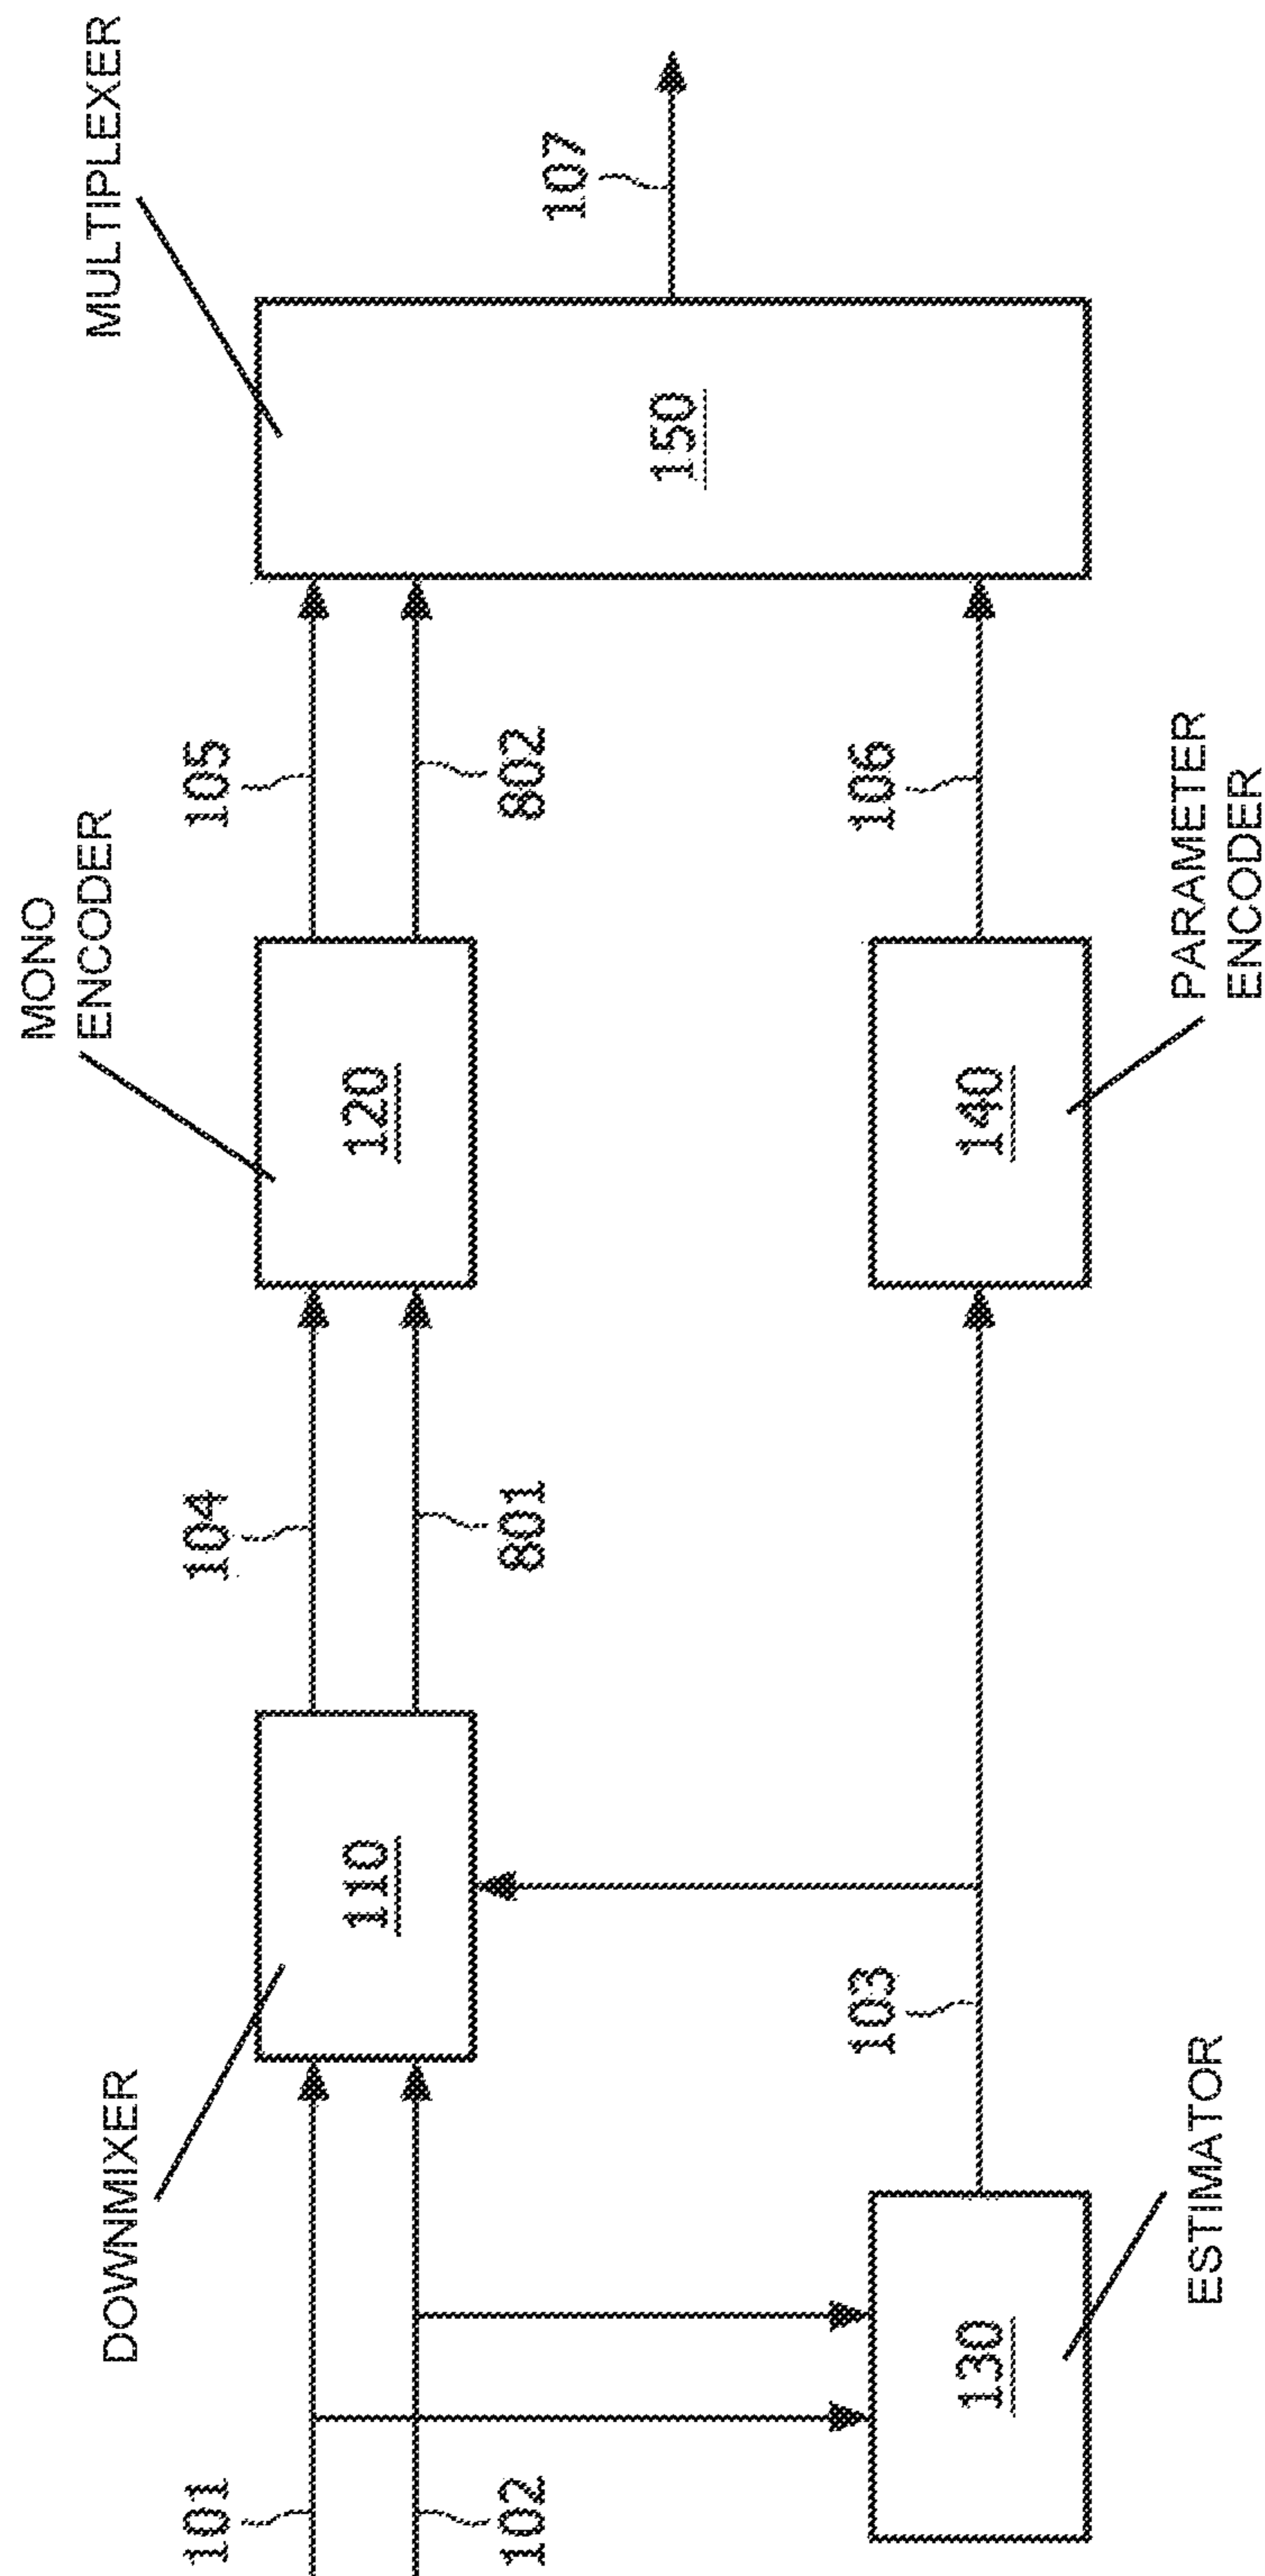 DOWNMIXER
MONO
ENCODER
MULTIPLEXER
101
104
105
107
110
120
150
102
801
802
103
106
130
140
ESTIMATOR
PARAMETER
ENCODER